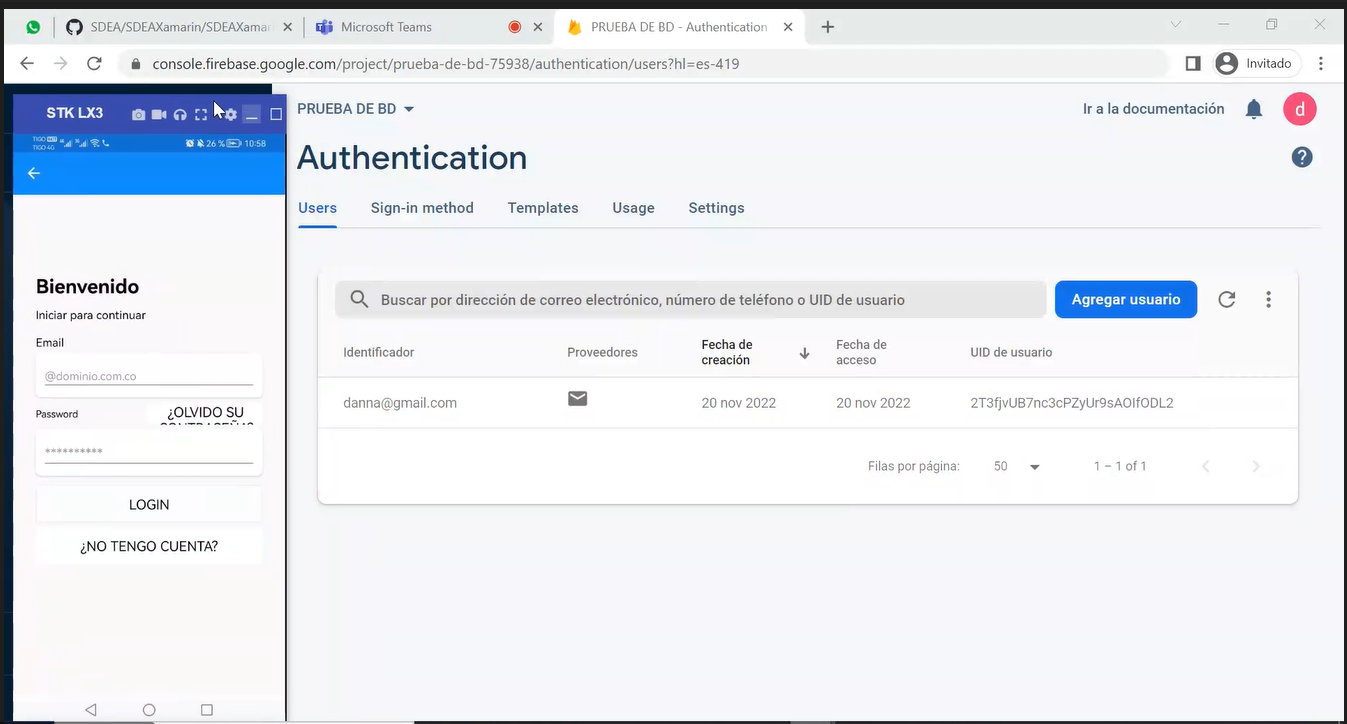 SDEA/SDEAXamarin/SDEAXamar
Microsoft Teams
PRUEBA DE BD - Authentication
console.firebase.google.com/project/prueba-de-bd-75938/authentication/users?hl=es-419
Invitado
STK LX3
TIGO
TIGO 4G
26 %
10:58
Bienvenido
Iniciar para continuar
Email
@dominio.com.co
Password
¿OLVIDO SU
CONTRASEÑA?
**********
LOGIN
¿NO TENGO CUENTA?
PRUEBA DE BD
Ir a la documentación
d
Authentication
?
Users
Sign-in method
Templates
Usage
Settings
Buscar por dirección de correo electrónico, número de teléfono o UID de usuario
Agregar usuario
Identificador
Proveedores
Fecha de
creación
Fecha de
acceso
UID de usuario
danna@gmail.com
20 nov 2022
20 nov 2022
2T3fjvUB7nc3cPZyUr9sAOIfODL2
Filas por página:
50
1 – 1 of 1